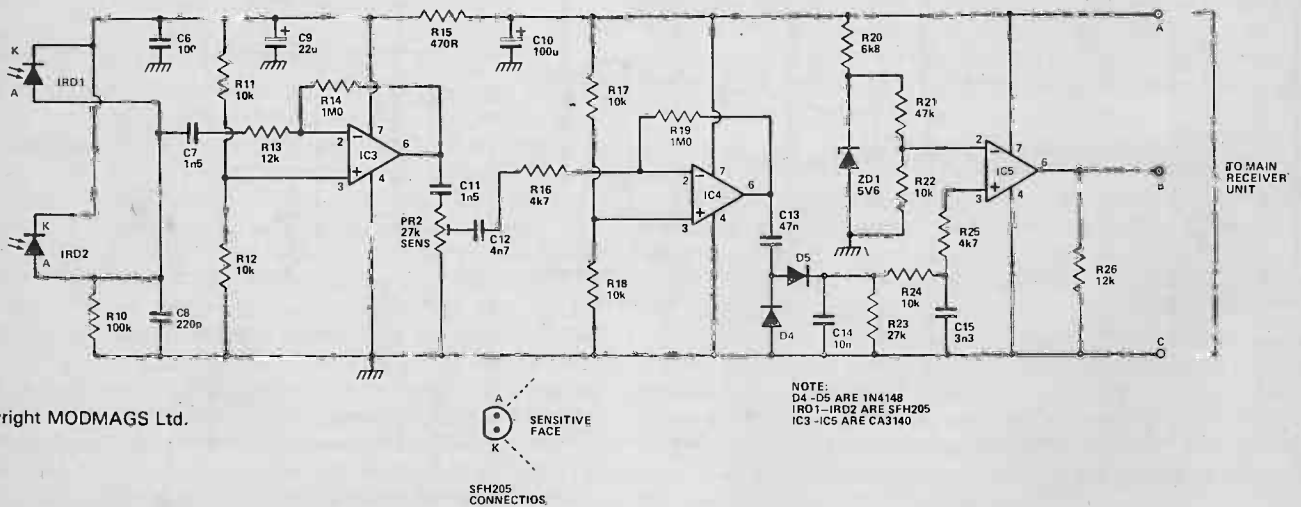 K
A
IRD1
C6
100
R11
10k
C9
22u
+
R15
470R
C10
100u
+
R14
1M0
C7
1n5
R13
12k
2
3
7
4
6
IC3
−
+
C11
1n5
PR2
27k
SENS
C12
4n7
R16
4k7
R17
10k
R19
1M0
2
3
7
4
6
IC4
−
+
R18
10k
C13
47n
D5
D4
C14
10n
R23
27k
R24
10k
C15
3n3
R25
4k7
R20
6k8
ZD1
5V6
R21
47k
R22
10k
2
3
7
4
6
IC5
−
+
R26
12k
A
B
C
TO MAIN
RECEIVER
UNIT
K
A
IRD2
R10
100k
C8
220p
R12
10k
right MODMAGS Ltd.
A
K
SENSITIVE
FACE
SFH205
CONNECTIOS,
NOTE:
D4 -D5 ARE 1N4148
IRO1–IRD2 ARE SFH205
IC3 -IC5 ARE CA3140